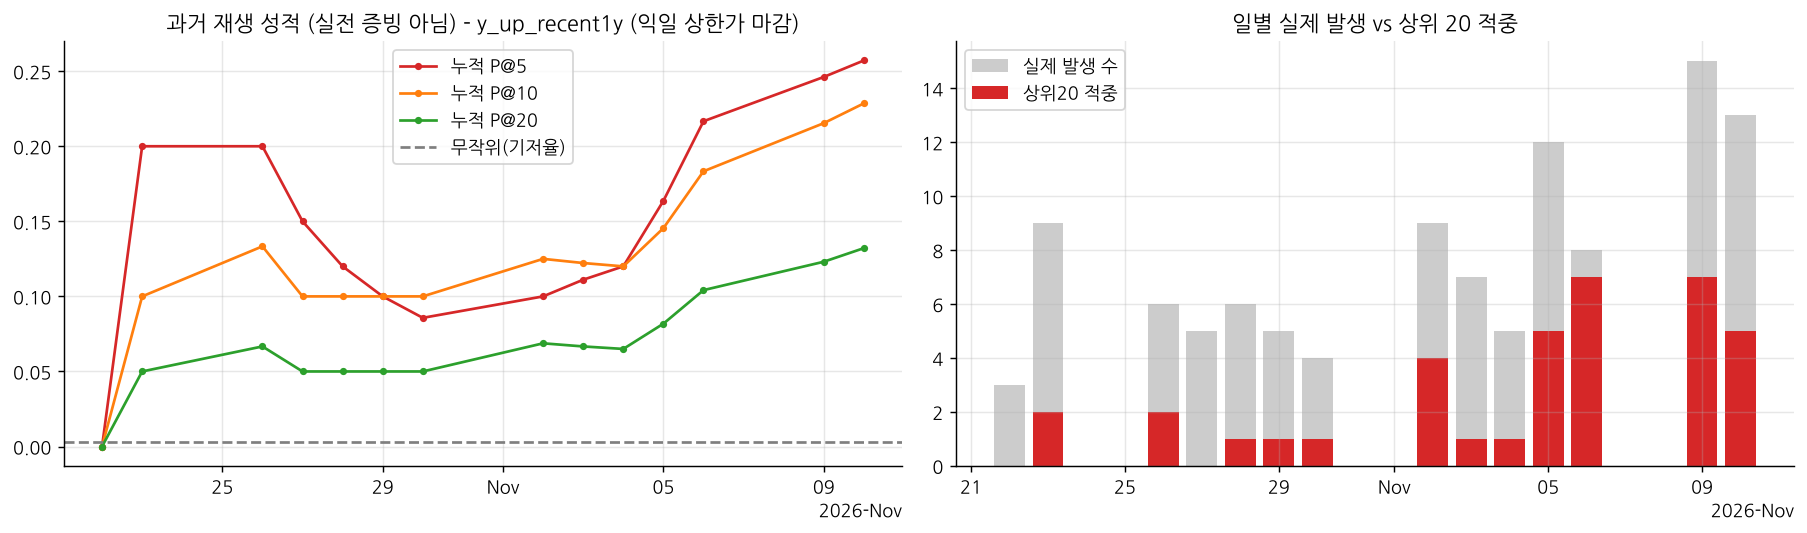 과거 재생 성적 (실전 증빙 아님) - y_up_recent1y (익일 상한가 마감)
누적 P@5
누적 P@10
누적 P@20
무작위(기저율)
0.25
0.20
0.15
0.10
0.05
0.00
25
29
Nov
05
09
2026-Nov
일별 실제 발생 vs 상위 20 적중
실제 발생 수
상위20 적중
14
12
10
8
6
4
2
0
21
25
29
Nov
05
09
2026-Nov